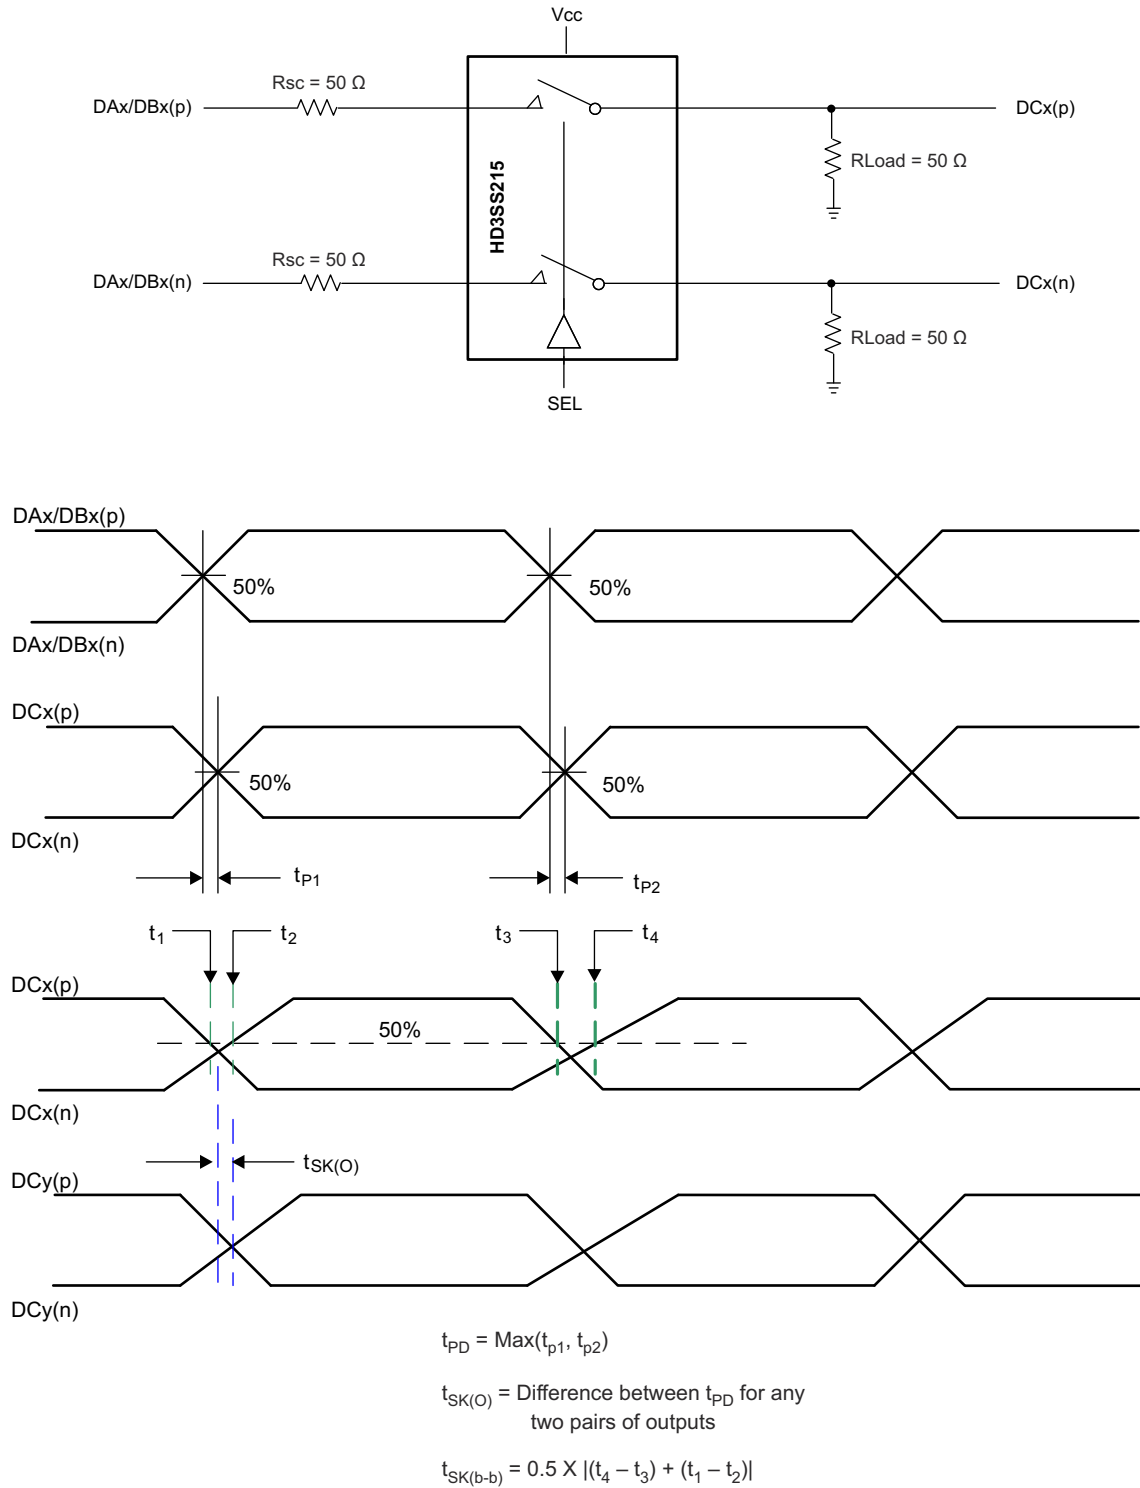 Vcc
Rsc = 50 Ω
DAx/DBx(p)
DCx(p)
RLoad = 50 Ω
HD3SS215
Rsc = 50 Ω
DAx/DBx(n)
DCx(n)
RLoad = 50 Ω
SEL
DAx/DBx(p)
50%
50%
DAx/DBx(n)
DCx(p)
50%
50%
DCx(n)
tP1
tP2
t1
t2
t3
t4
DCx(p)
50%
DCx(n)
tSK(O)
DCy(p)
DCy(n)
tPD = Max(tp1, tp2)
tSK(O) = Difference between tPD for any
two pairs of outputs
tSK(b-b) = 0.5 X |(t4 – t3) + (t1 – t2)|